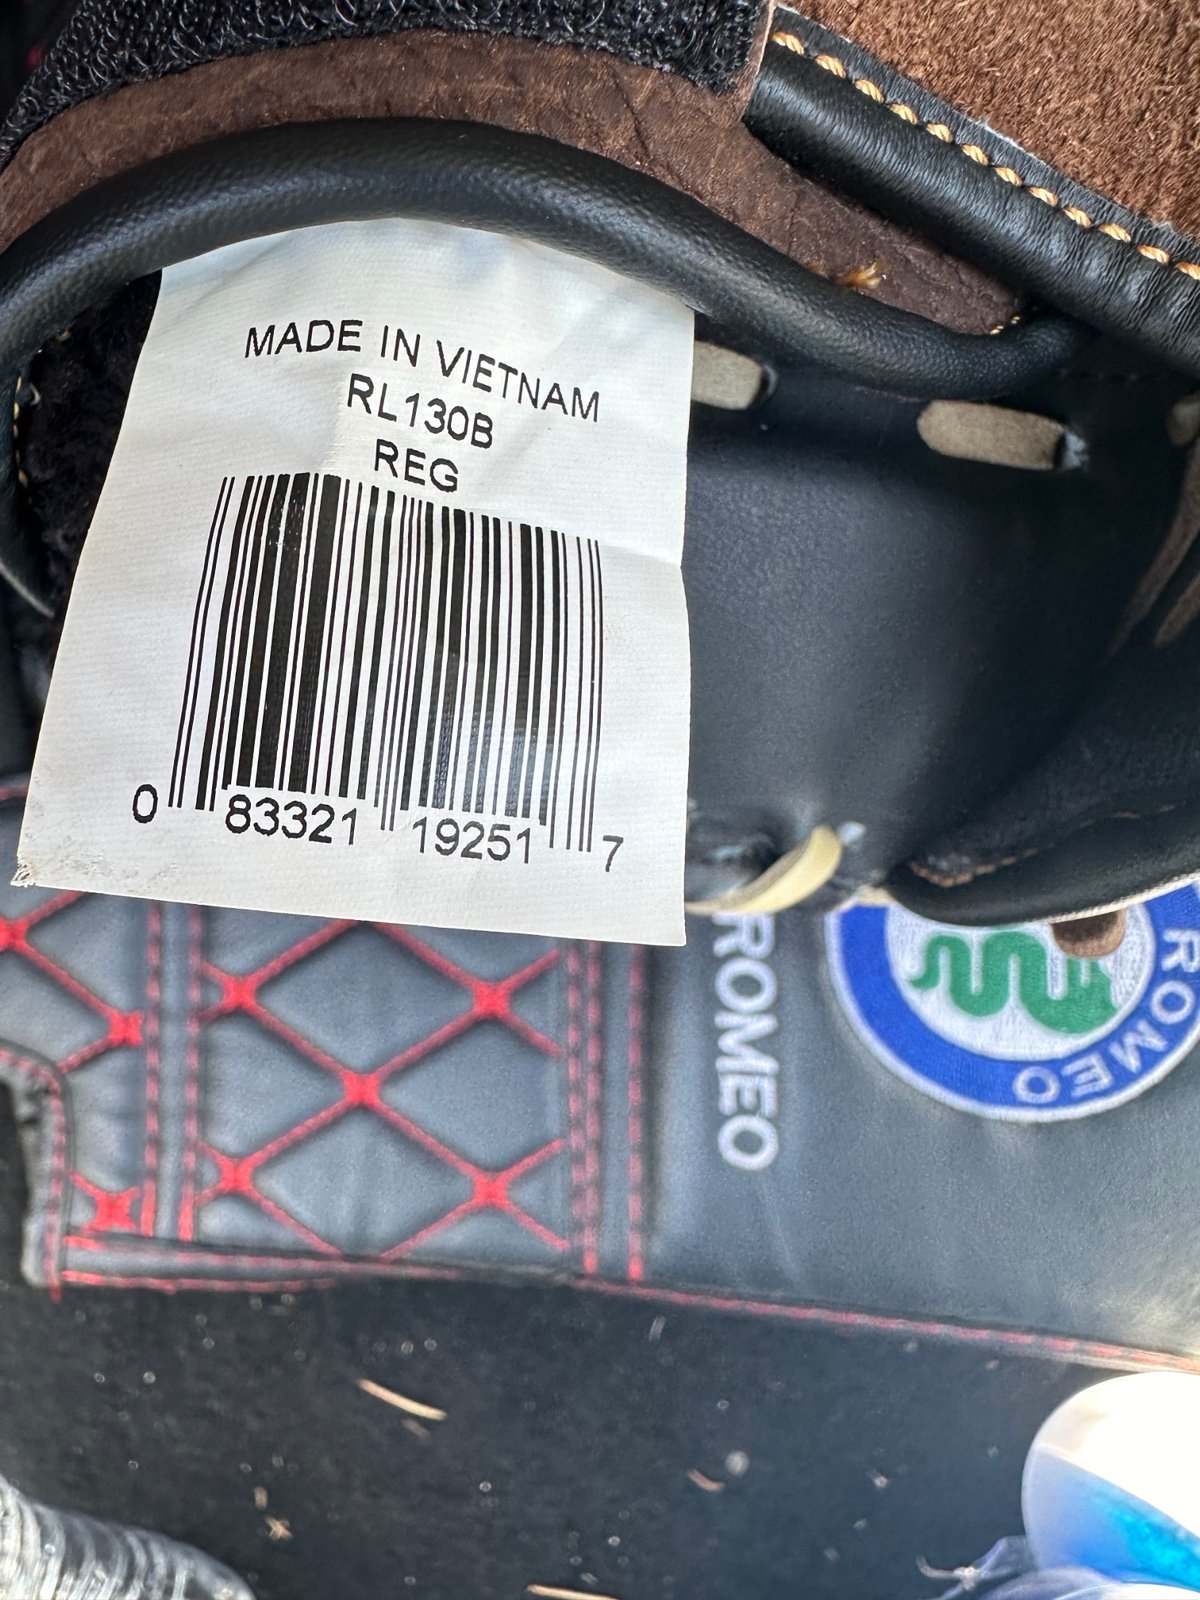 MADE IN VIETNAM
RL130B
REG
0 83321 19251 7
ROMEO
ROMEO